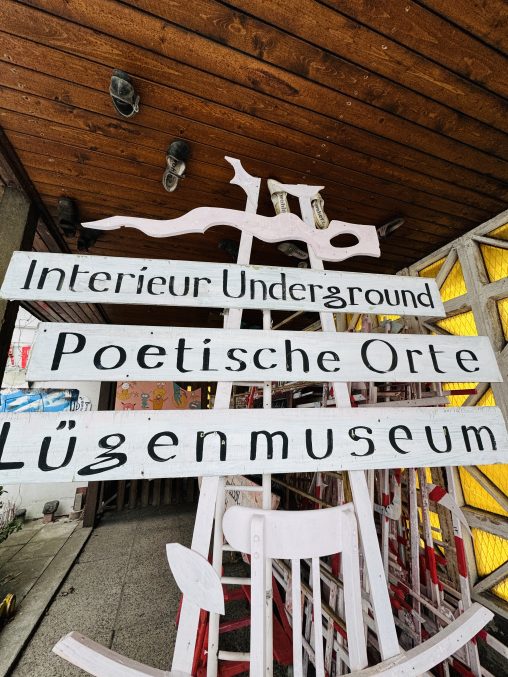 Interieur Underground
Poetische Orte
Lügenmuseum